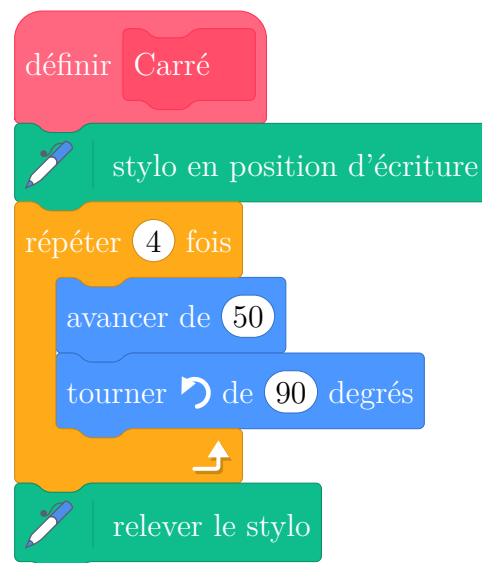 définir Carré
stylo en position d'écriture
répéter 4 fois
avancer de 50
tourner de 90 degrés
relever le stylo